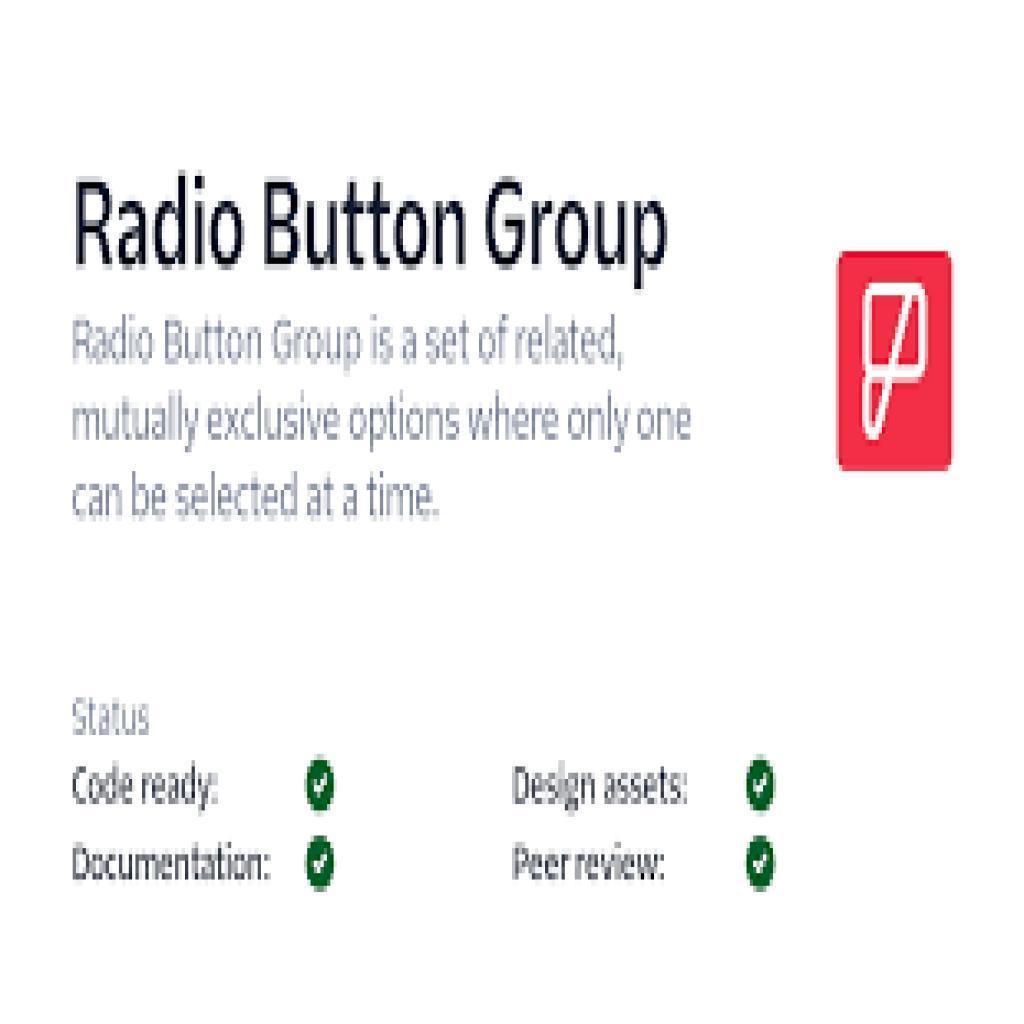 Radio Button Group
Radio Button Group is a set of related,
mutually exclusive options where only one
can be selected at a time.
Status
Code ready:
Design assets:
Documentation:
Peer review: